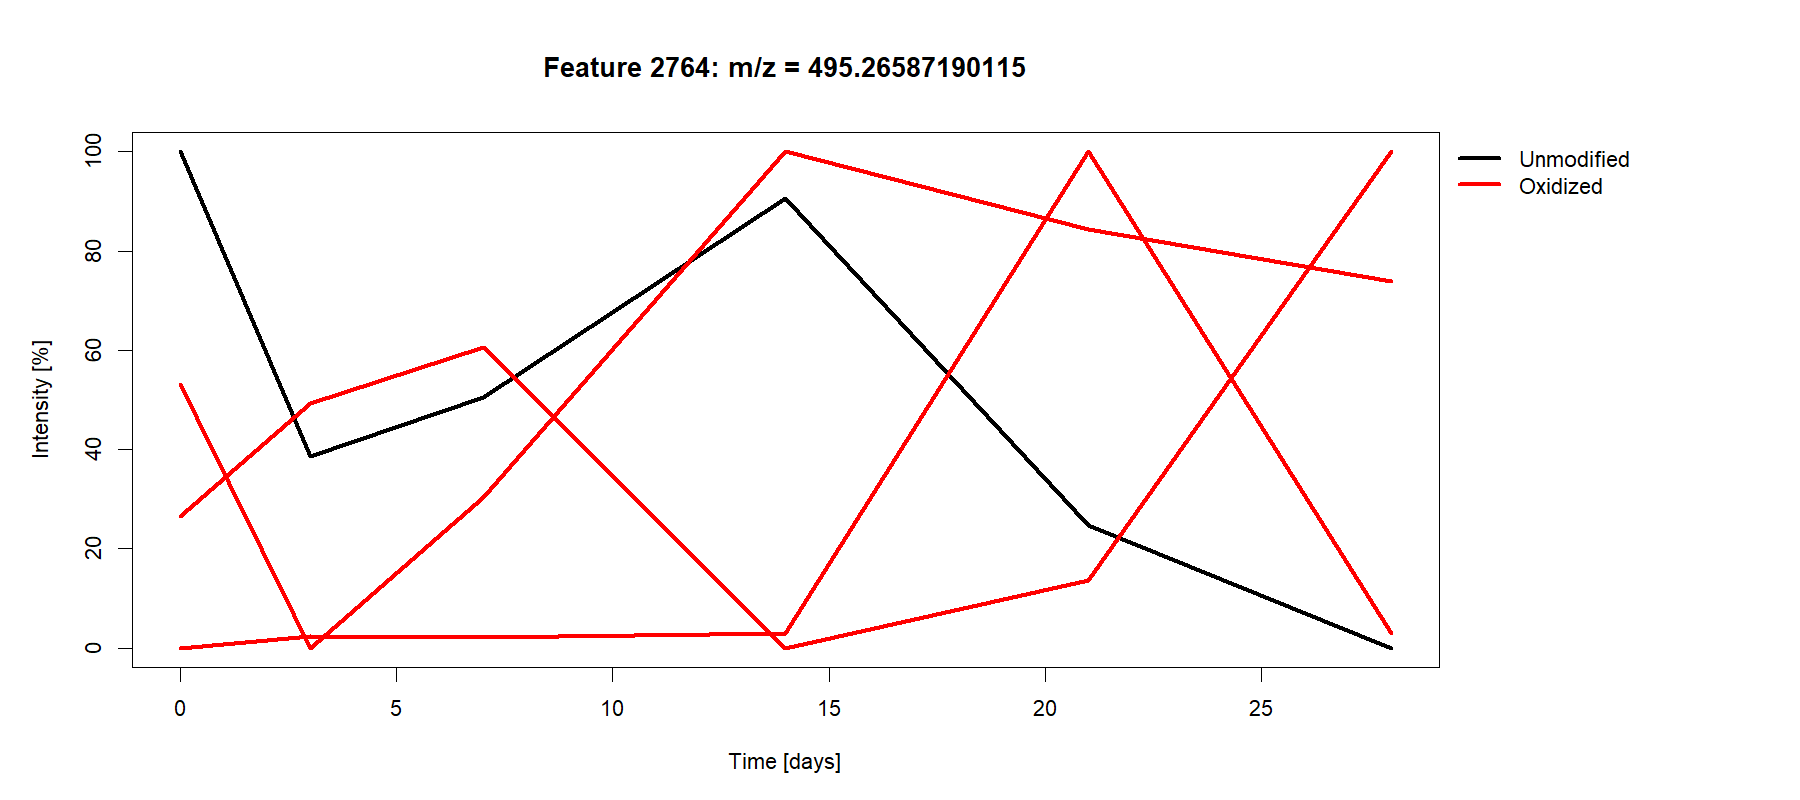 Feature 2764: m/z = 495.26587190115
Unmodified
Oxidized
Intensity [%]
100
80
60
40
20
0
0 5 10 15 20 25
Time [days]